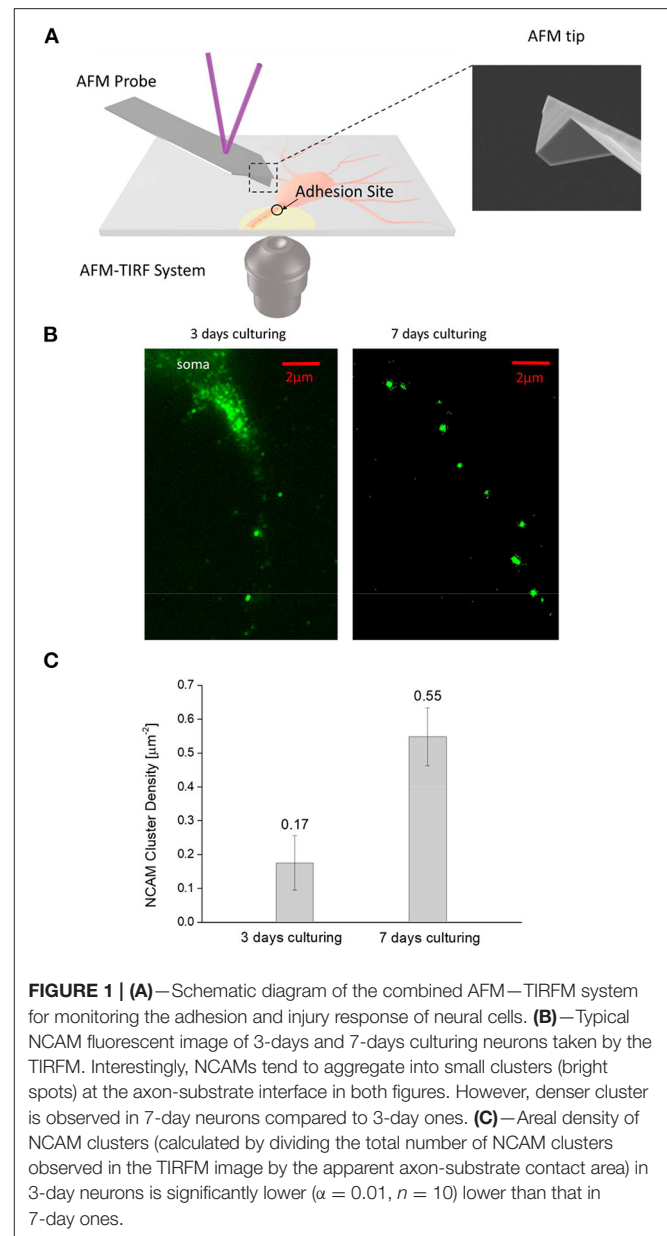 A
AFM tip
AFM Probe
Adhesion Site
AFM-TIRF System
B
3 days culturing
7 days culturing
soma
2μm
2μm
C
NCAM Cluster Density [μm-2]
0.7
0.6
0.5
0.4
0.3
0.2
0.1
0.0
0.17
0.55
3 days culturing
7 days culturing
FIGURE 1 | (A)—Schematic diagram of the combined AFM—TIRFM system
for monitoring the adhesion and injury response of neural cells. (B)—Typical
NCAM fluorescent image of 3-days and 7-days culturing neurons taken by the
TIRFM. Interestingly, NCAMs tend to aggregate into small clusters (bright
spots) at the axon-substrate interface in both figures. However, denser cluster
is observed in 7-day neurons compared to 3-day ones. (C)—Areal density of
NCAM clusters (calculated by dividing the total number of NCAM clusters
observed in the TIRFM image by the apparent axon-substrate contact area) in
3-day neurons is significantly lower (α = 0.01, n = 10) lower than that in
7-day ones.